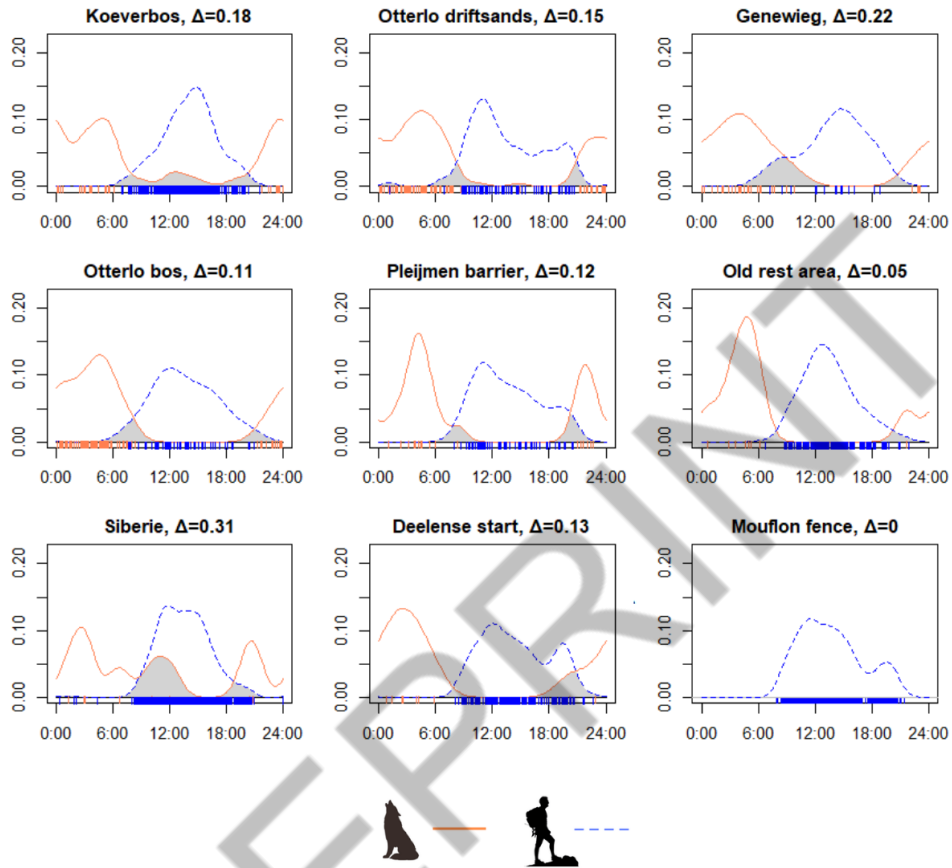 Koeverbos, Δ=0.18
Otterlo driftsands, Δ=0.15
Genewieg, Δ=0.22
0.20
0.10
0.00
0:00 6:00 12:00 18:00 24:00
0.20
0.10
0.00
0:00 6:00 12:00 18:00 24:00
0.20
0.10
0.00
0:00 6:00 12:00 18:00 24:00
Otterlo bos, Δ=0.11
Pleijmen barrier, Δ=0.12
Old rest area, Δ=0.05
0.20
0.10
0.00
0:00 6:00 12:00 18:00 24:00
0.20
0.10
0.00
0:00 6:00 12:00 18:00 24:00
0.20
0.10
0.00
0:00 6:00 12:00 18:00 24:00
Siberie, Δ=0.31
Deelense start, Δ=0.13
Mouflon fence, Δ=0
0.20
0.10
0.00
0:00 6:00 12:00 18:00 24:00
0.20
0.10
0.00
0:00 6:00 12:00 18:00 24:00
0.20
0.10
0.00
0:00 6:00 12:00 18:00 24:00
EPRINT